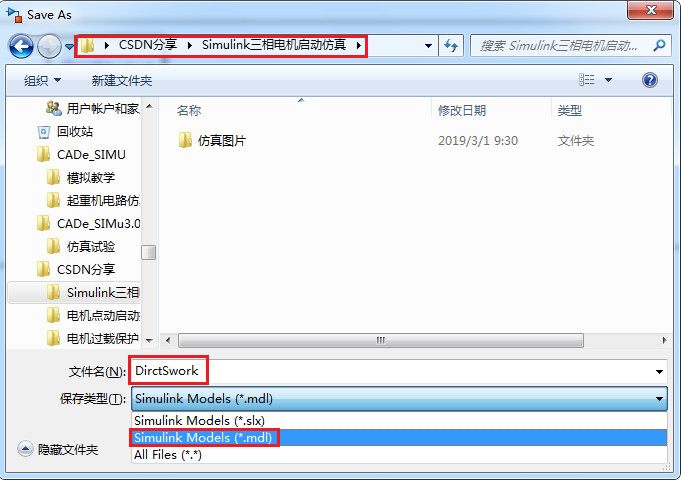 Save As
CSDN分享 Simulink三相电机启动仿真
搜索 Simulink三相电机启动...
组织 新建文件夹
名称 修改日期 类型
用户帐户和家
回收站
CADe_SIMU
模拟教学
起重机电路仿
CADe_SIMu3.0
仿真试验
CSDN分享
Simulink三相
电机点动启动
电机过载保护
仿真图片 2019/3/1 9:30 文件夹
文件名(N): DirctSwork
保存类型(T): Simulink Models (*.mdl)
Simulink Models (*.slx)
Simulink Models (*.mdl)
All Files (*.*)
隐藏文件夹